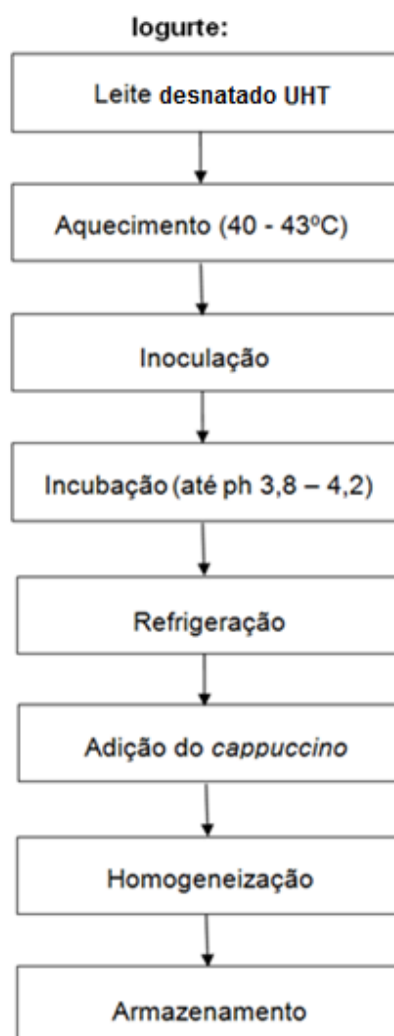 Iogurte:
Leite desnatado UHT
Aquecimento (40 - 43ºC)
Inoculação
Incubação (até ph 3,8 – 4,2)
Refrigeração
Adição do cappuccino
Homogeneização
Armazenamento